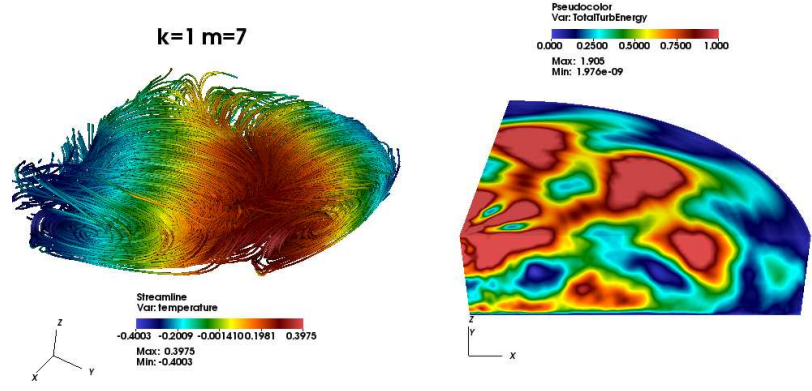 k=1 m=7
Streamline
Var: temperature
-0.4003 -0.2009 -0.001410 0.1981 0.3975
Max: 0.3975
Min: -0.4003
Z
X Y
Pseudocolor
Var: TotalTurbEnergy
0.000 0.2500 0.5000 0.7500 1.000
Max: 1.905
Min: 1.976e-09
Z
Y
X